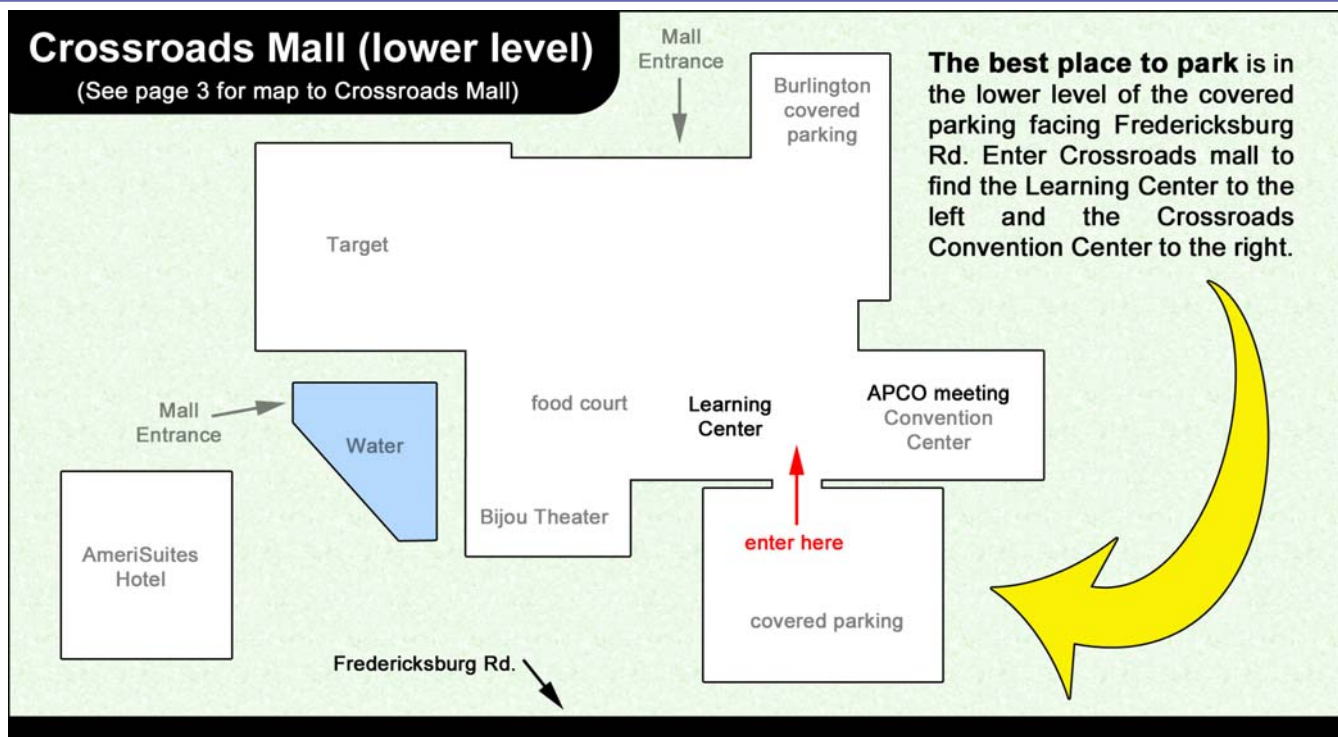 Crossroads Mall (lower level)
(See page 3 for map to Crossroads Mall)
Mall
Entrance
Burlington
covered
parking
The best place to park is in
the lower level of the covered
parking facing Fredericksburg
Rd. Enter Crossroads mall to
find the Learning Center to the
left and the Crossroads
Convention Center to the right.
Target
Mall
Entrance
Water
food court
Learning
Center
APCO meeting
Convention
Center
Bijou Theater
enter here
AmeriSuites
Hotel
covered parking
Fredericksburg Rd.